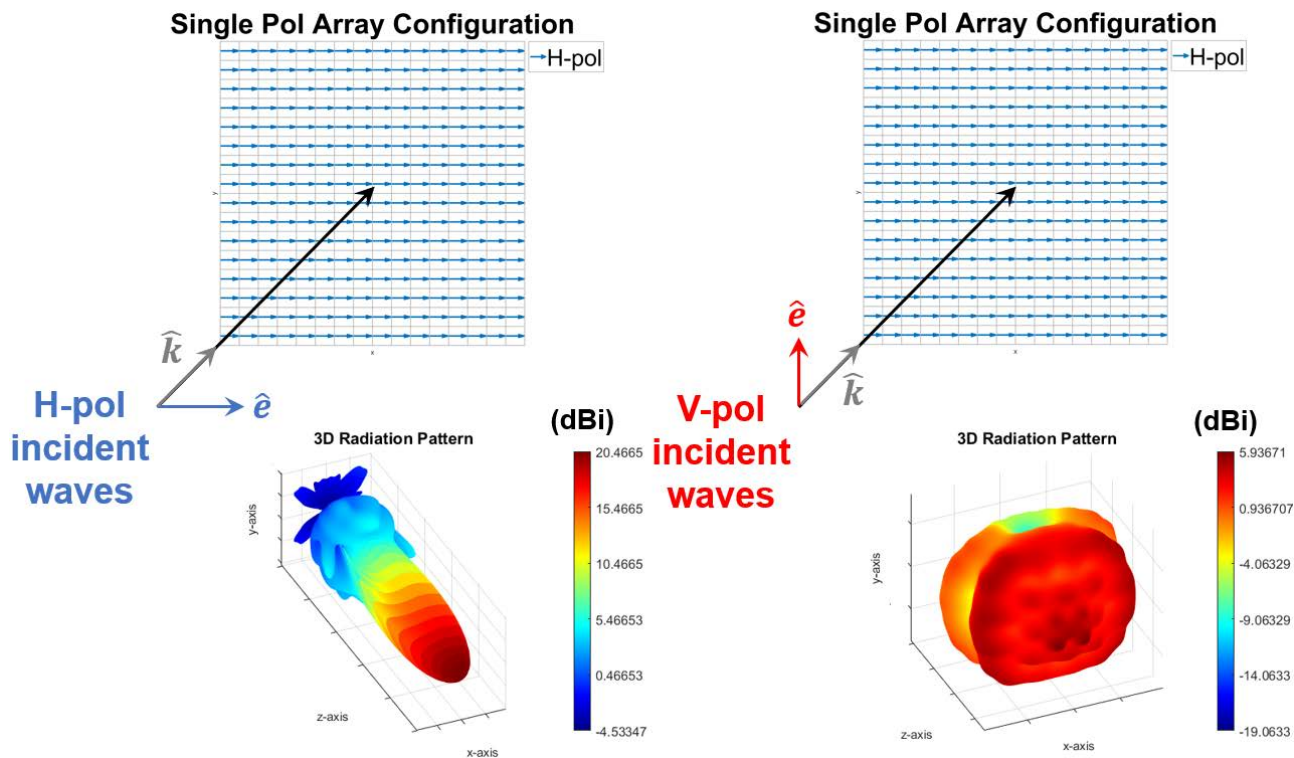 Single Pol Array Configuration
H-pol
y
x
k̂
ê
H-pol
incident
waves
(dBi)
3D Radiation Pattern
20.4665
15.4665
10.4665
5.46653
0.46653
-4.53347
y-axis
z-axis
x-axis
Single Pol Array Configuration
H-pol
y
x
ê
k̂
V-pol
incident
waves
(dBi)
3D Radiation Pattern
5.93671
0.936707
-4.06329
-9.06329
-14.0633
-19.0633
y-axis
z-axis
x-axis